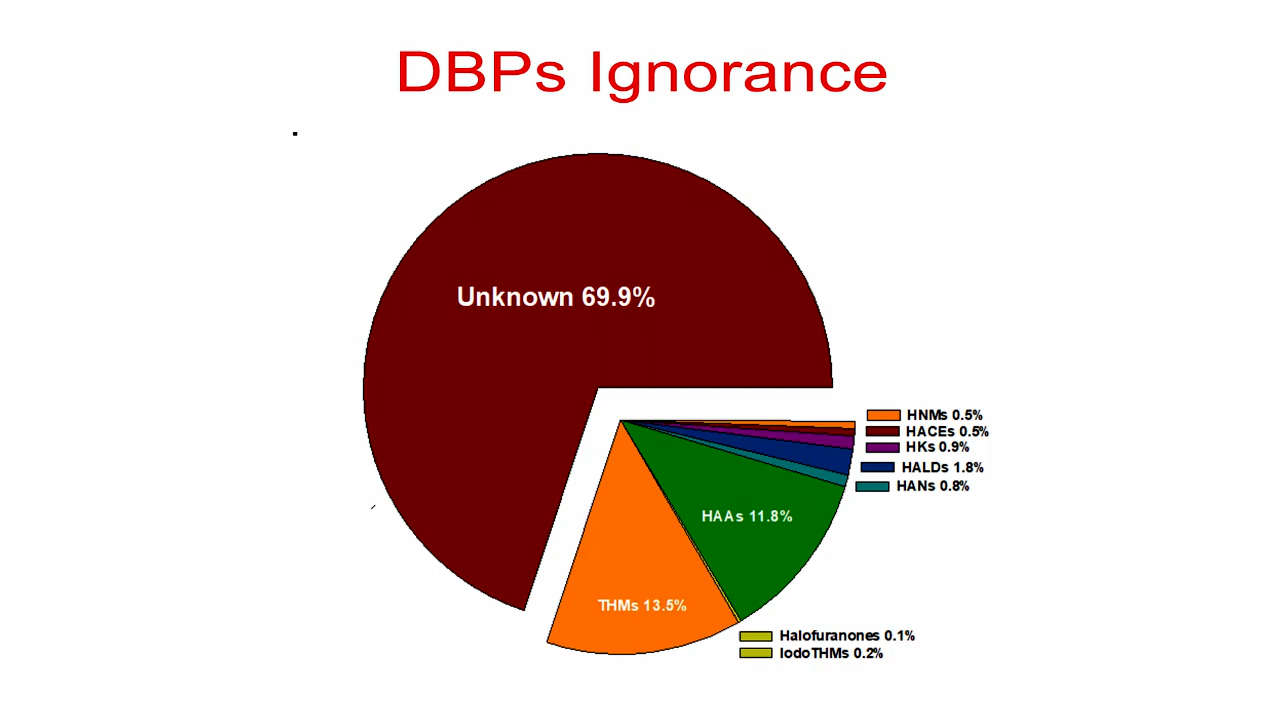 DBPs Ignorance
Unknown 69.9%
HNMs 0.5%
HACEs 0.5%
HKs 0.9%
HALDs 1.8%
HANs 0.8%
HAAs 11.8%
THMs 13.5%
Halofuranones 0.1%
IodoTHMs 0.2%